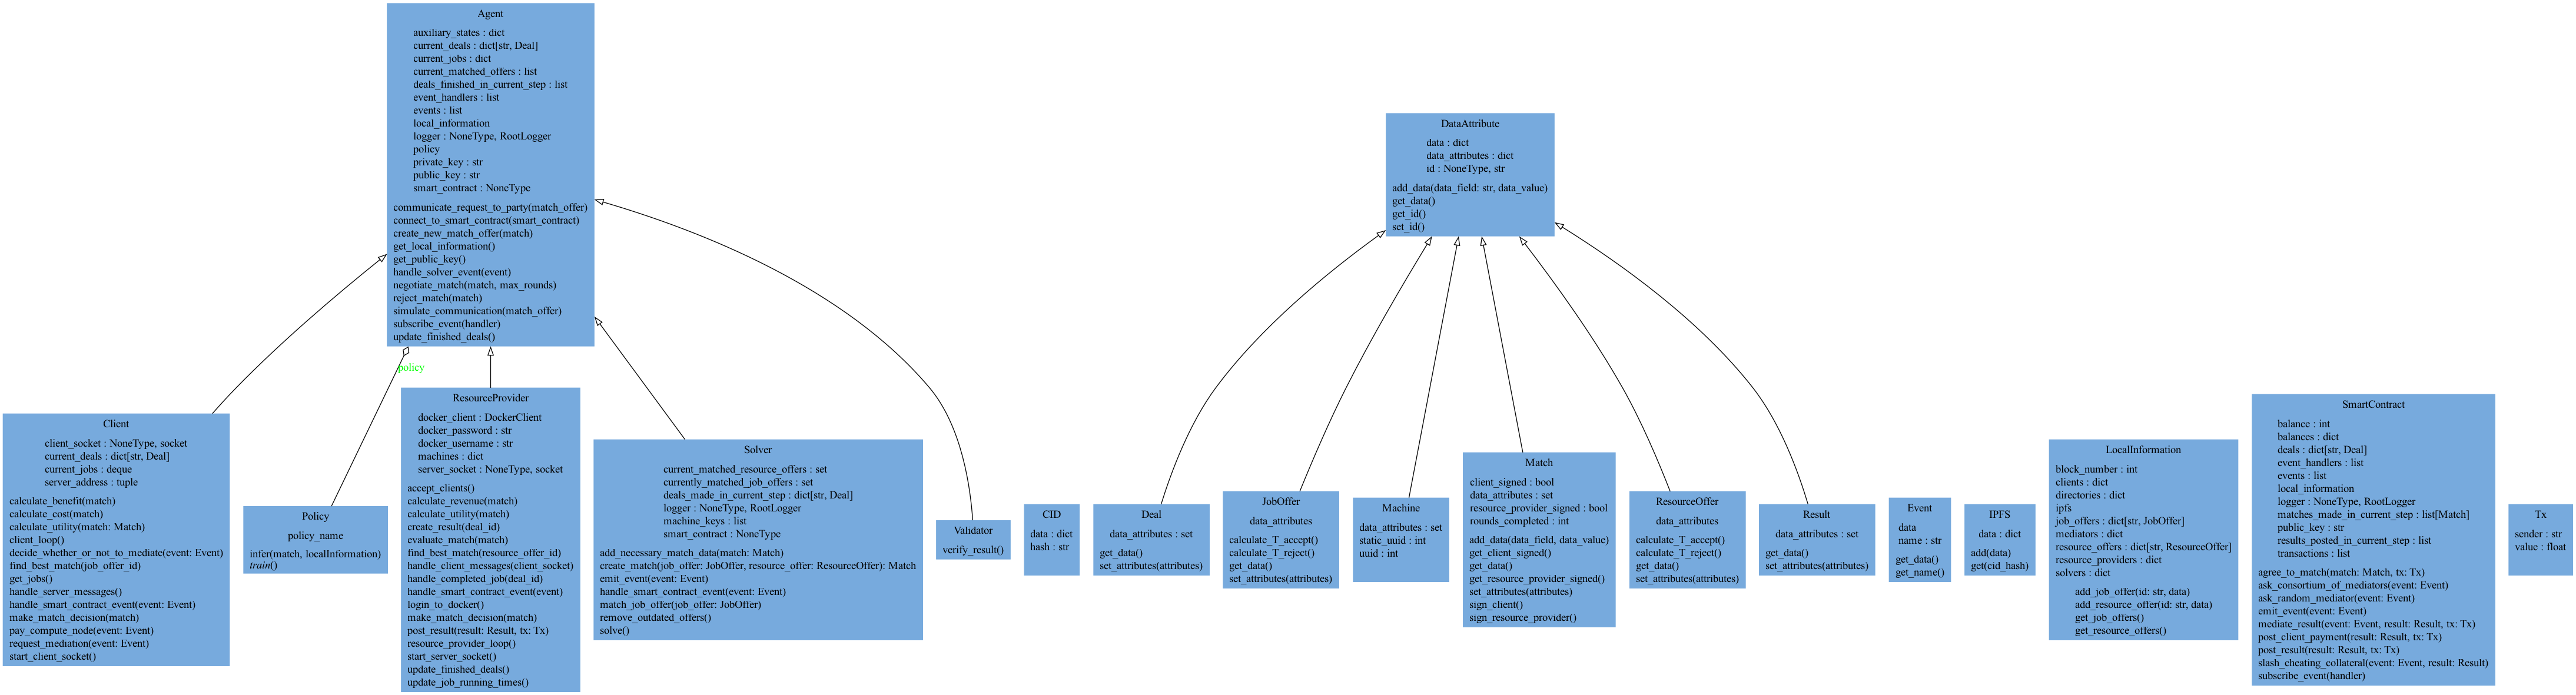 Agent
auxiliary_states : dict
current_deals : dict[str, Deal]
current_jobs : dict
current_matched_offers : list
deals_finished_in_current_step : list
event_handlers : list
events : list
local_information
logger : NoneType, RootLogger
policy
private_key : str
public_key : str
smart_contract : NoneType
communicate_request_to_party(match_offer)
connect_to_smart_contract(smart_contract)
create_new_match_offer(match)
get_local_information()
get_public_key()
handle_solver_event(event)
negotiate_match(match, max_rounds)
reject_match(match)
simulate_communication(match_offer)
subscribe_event(handler)
update_finished_deals()
DataAttribute
data : dict
data_attributes : dict
id : NoneType, str
add_data(data_field: str, data_value)
get_data()
get_id()
set_id()
policy
Client
client_socket : NoneType, socket
current_deals : dict[str, Deal]
current_jobs : deque
server_address : tuple
calculate_benefit(match)
calculate_cost(match)
calculate_utility(match: Match)
client_loop()
decide_whether_or_not_to_mediate(event: Event)
find_best_match(job_offer_id)
get_jobs()
handle_server_messages()
handle_smart_contract_event(event: Event)
make_match_decision(match)
pay_compute_node(event: Event)
request_mediation(event: Event)
start_client_socket()
Policy
policy_name
infer(match, localInformation)
train()
ResourceProvider
docker_client : DockerClient
docker_password : str
docker_username : str
machines : dict
server_socket : NoneType, socket
accept_clients()
calculate_revenue(match)
calculate_utility(match)
create_result(deal_id)
evaluate_match(match)
find_best_match(resource_offer_id)
handle_client_messages(client_socket)
handle_completed_job(deal_id)
handle_smart_contract_event(event)
login_to_docker()
make_match_decision(match)
post_result(result: Result, tx: Tx)
resource_provider_loop()
start_server_socket()
update_finished_deals()
update_job_running_times()
Solver
current_matched_resource_offers : set
currently_matched_job_offers : set
deals_made_in_current_step : dict[str, Deal]
logger : NoneType, RootLogger
machine_keys : list
smart_contract : NoneType
add_necessary_match_data(match: Match)
create_match(job_offer: JobOffer, resource_offer: ResourceOffer): Match
emit_event(event: Event)
handle_smart_contract_event(event: Event)
match_job_offer(job_offer: JobOffer)
remove_outdated_offers()
solve()
Validator
verify_result()
CID
data : dict
hash : str
Deal
data_attributes : set
get_data()
set_attributes(attributes)
JobOffer
data_attributes
calculate_T_accept()
calculate_T_reject()
get_data()
set_attributes(attributes)
Machine
data_attributes : set
static_uuid : int
uuid : int
Match
client_signed : bool
data_attributes : set
resource_provider_signed : bool
rounds_completed : int
add_data(data_field, data_value)
get_client_signed()
get_data()
get_resource_provider_signed()
set_attributes(attributes)
sign_client()
sign_resource_provider()
ResourceOffer
data_attributes
calculate_T_accept()
calculate_T_reject()
get_data()
set_attributes(attributes)
Result
data_attributes : set
get_data()
set_attributes(attributes)
Event
data
name : str
get_data()
get_name()
IPFS
data : dict
add(data)
get(cid_hash)
LocalInformation
block_number : int
clients : dict
directories : dict
ipfs
job_offers : dict[str, JobOffer]
mediators : dict
resource_offers : dict[str, ResourceOffer]
resource_providers : dict
solvers : dict
add_job_offer(id: str, data)
add_resource_offer(id: str, data)
get_job_offers()
get_resource_offers()
SmartContract
balance : int
balances : dict
deals : dict[str, Deal]
event_handlers : list
events : list
local_information
logger : NoneType, RootLogger
matches_made_in_current_step : list[Match]
public_key : str
results_posted_in_current_step : list
transactions : list
agree_to_match(match: Match, tx: Tx)
ask_consortium_of_mediators(event: Event)
ask_random_mediator(event: Event)
emit_event(event: Event)
mediate_result(event: Event, result: Result, tx: Tx)
post_client_payment(result: Result, tx: Tx)
post_result(result: Result, tx: Tx)
slash_cheating_collateral(event: Event, result: Result)
subscribe_event(handler)
Tx
sender : str
value : float